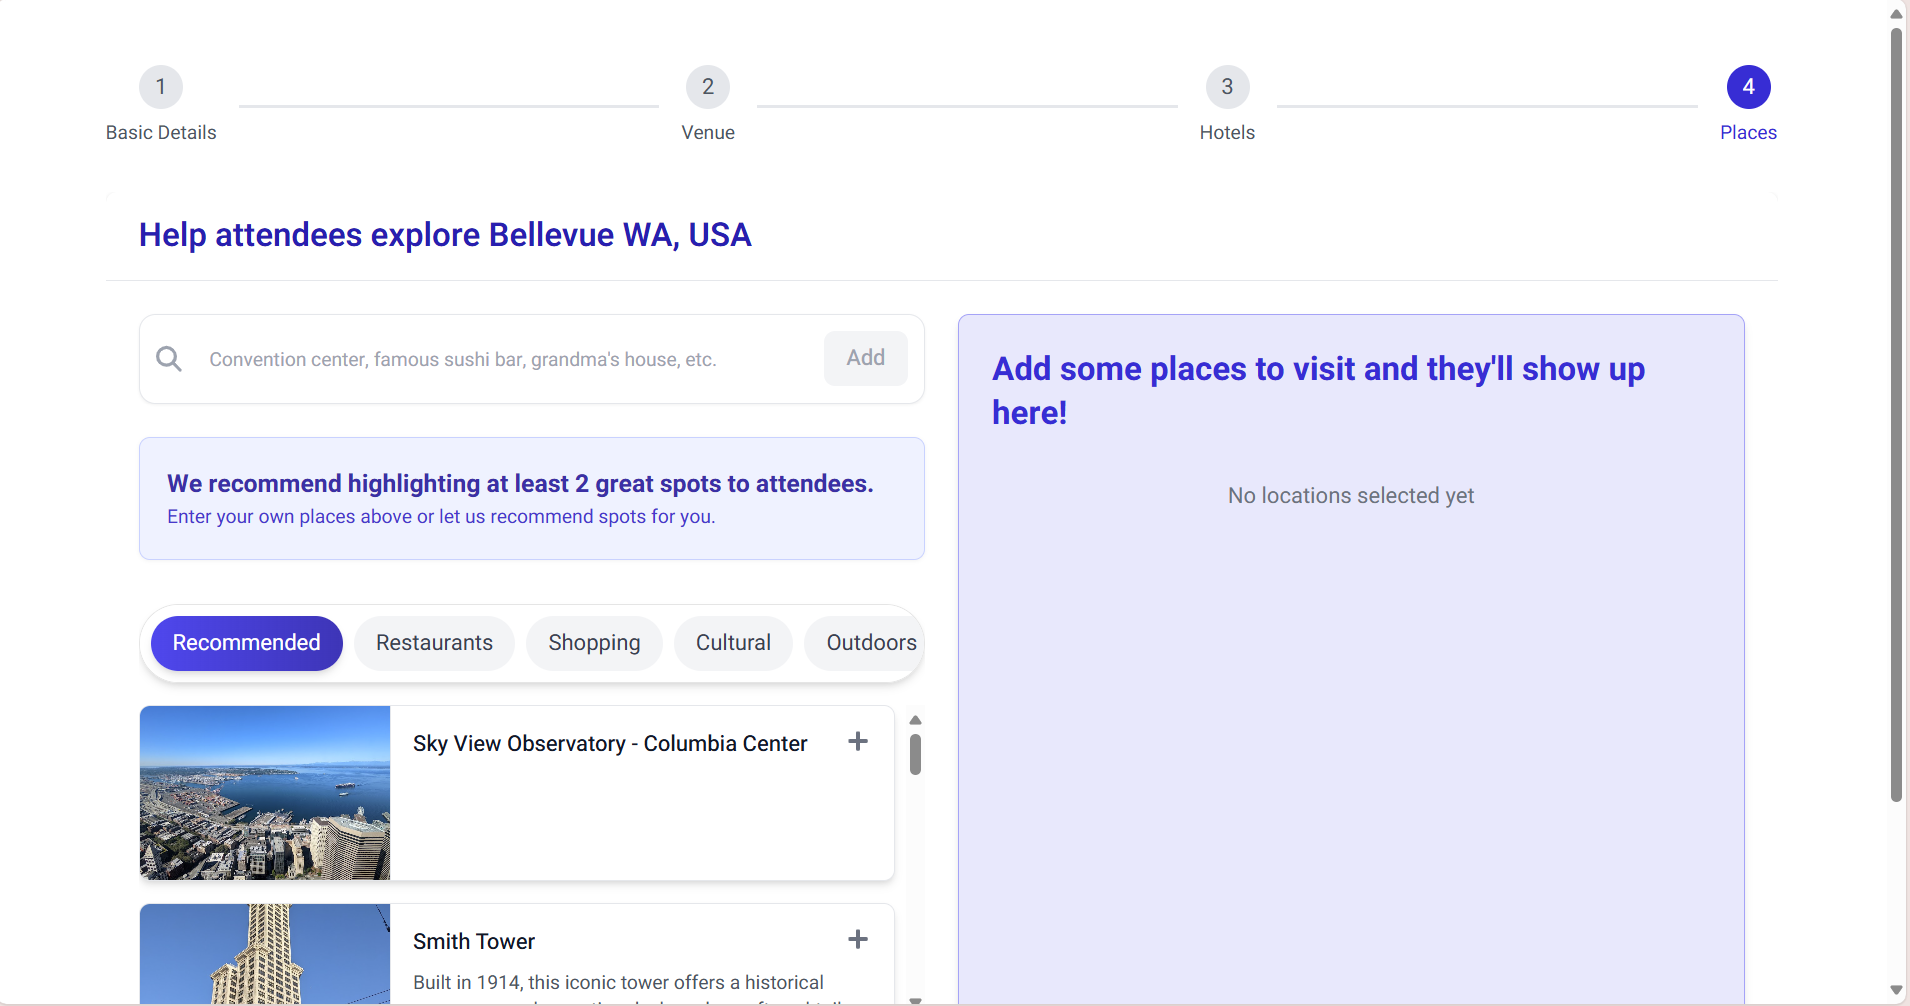 1
Basic Details
2
Venue
3
Hotels
4
Places
Help attendees explore Bellevue WA, USA
Convention center, famous sushi bar, grandma's house, etc.
Add
We recommend highlighting at least 2 great spots to attendees.
Enter your own places above or let us recommend spots for you.
Recommended
Restaurants
Shopping
Cultural
Outdoors
Sky View Observatory - Columbia Center
Smith Tower
Built in 1914, this iconic tower offers a historical
Add some places to visit and they'll show up
here!
No locations selected yet